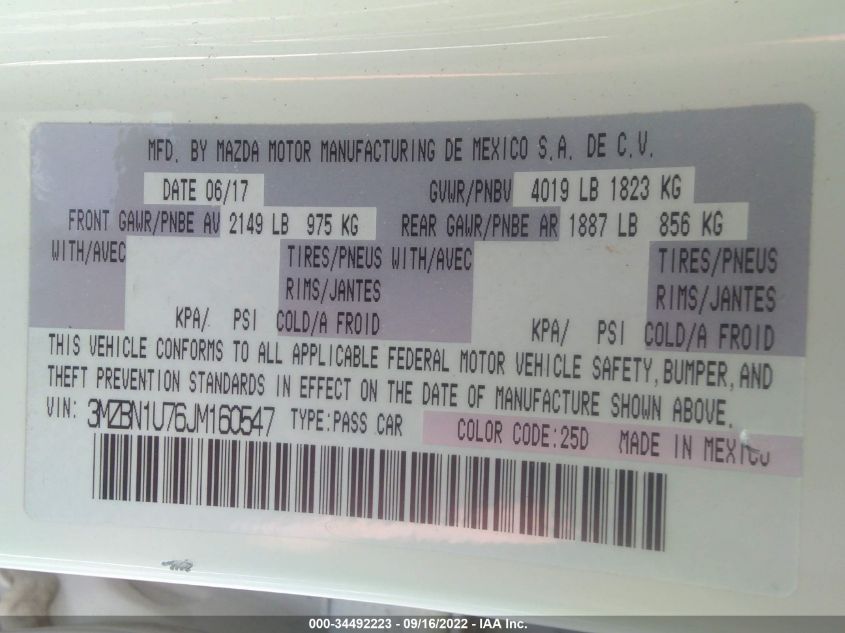 MFD. BY MAZDA MOTOR MANUFACTURING DE MEXICO S.A. DE C.V.
DATE 06/17 GVWR/PNBV 4019 LB 1823 KG
FRONT GAWR/PNBE AV 2149 LB 975 KG REAR GAWR/PNBE AR 1887 LB 856 KG
WITH/AVEC TIRES/PNEUS WITH/AVEC TIRES/PNEUS
RIMS/JANTES RIMS/JANTES
KPA/ PSI COLD/A FROID KPA/ PSI COLD/A FROID
THIS VEHICLE CONFORMS TO ALL APPLICABLE FEDERAL MOTOR VEHICLE SAFETY, BUMPER, AND
THEFT PREVENTION STANDARDS IN EFFECT ON THE DATE OF MANUFACTURE SHOWN ABOVE.
VIN: 3MZBN1U76JM160547 TYPE:PASS CAR COLOR CODE:25D MADE IN MEXICO
000-34492223 - 09/16/2022 - IAA Inc.